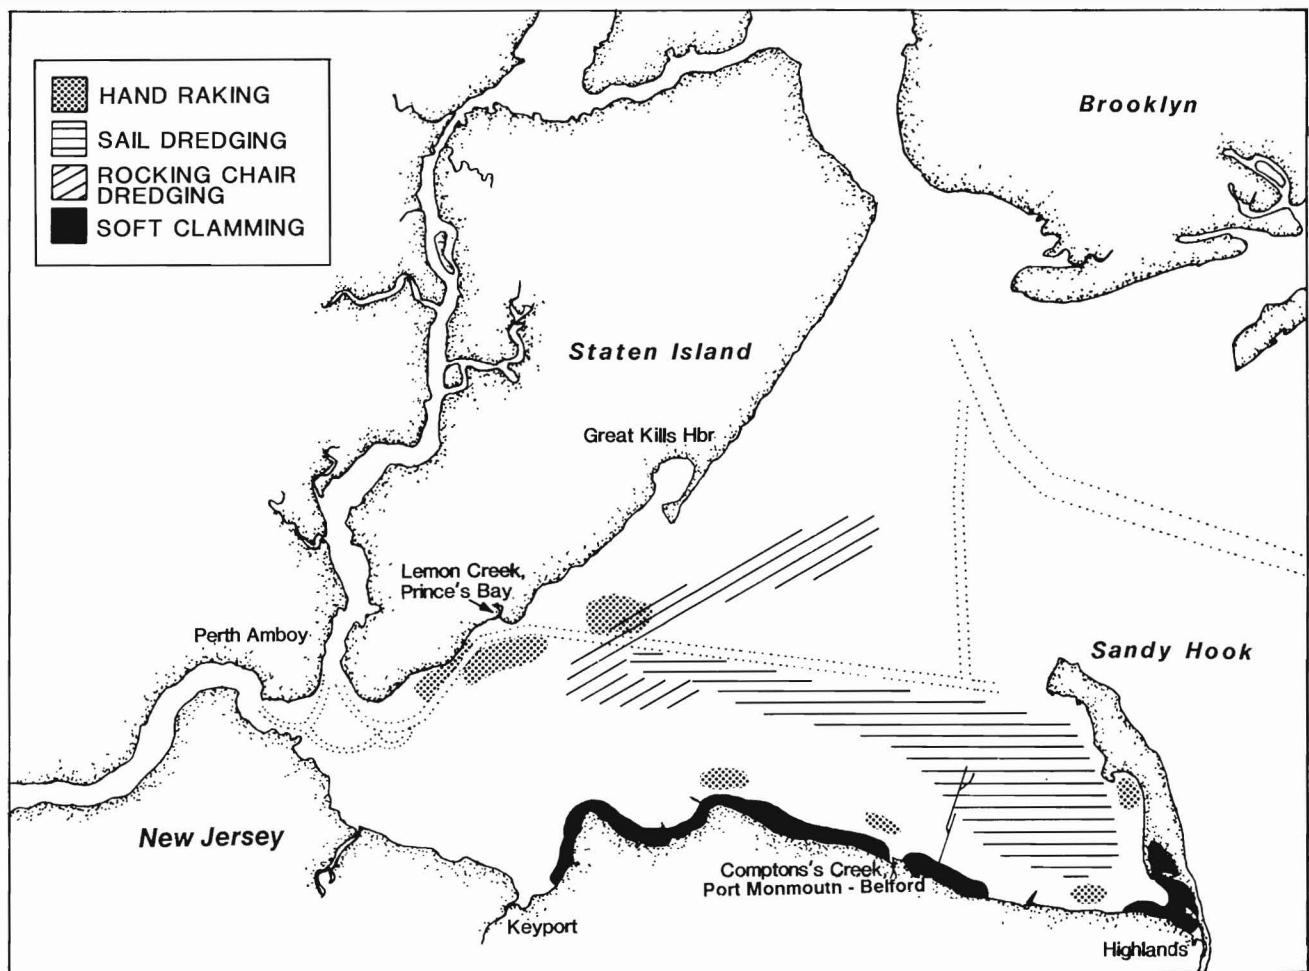 HAND RAKING
SAIL DREDGING
ROCKING CHAIR
DREDGING
SOFT CLAMMING
Brooklyn
Staten Island
Great Kills Hbr
Lemon Creek,
Prince's Bay
Perth Amboy
Sandy Hook
New Jersey
Comptons's Creek,
Port Monmoutn - Belford
Keyport
Highlands